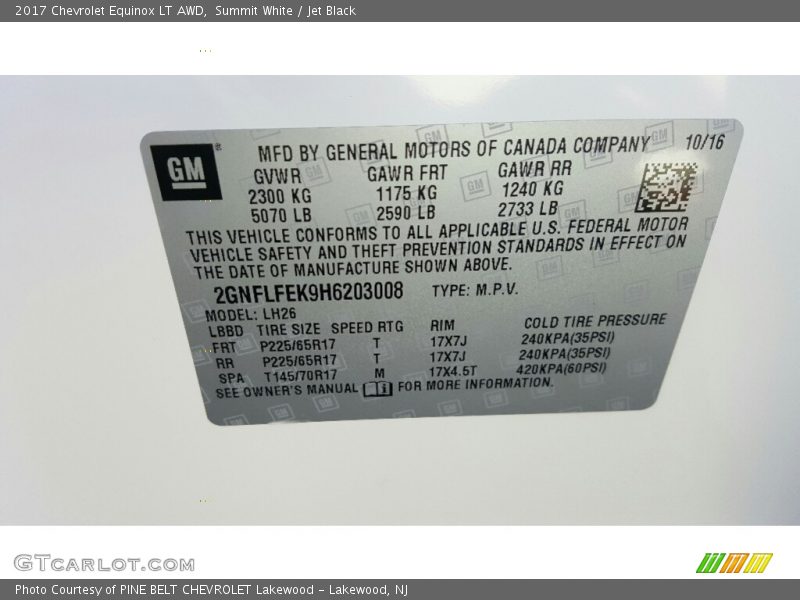 2017 Chevrolet Equinox LT AWD,  Summit White / Jet Black
GM® MFD BY GENERAL MOTORS OF CANADA COMPANY 10/16
GVWR GAWR FRT GAWR RR
2300 KG 1175 KG 1240 KG
5070 LB 2590 LB 2733 LB
THIS VEHICLE CONFORMS TO ALL APPLICABLE U.S. FEDERAL MOTOR
VEHICLE SAFETY AND THEFT PREVENTION STANDARDS IN EFFECT ON
THE DATE OF MANUFACTURE SHOWN ABOVE.
2GNFLFEK9H6203008 TYPE: M.P.V.
MODEL: LH26
LBBD TIRE SIZE SPEED RTG RIM COLD TIRE PRESSURE
FRT P225/65R17 T 17X7J 240KPA(35PSI)
RR P225/65R17 T 17X7J 240KPA(35PSI)
SPA T145/70R17 M 17X4.5T 420KPA(60PSI)
SEE OWNER'S MANUAL FOR MORE INFORMATION.
GTCARLOT.COM
Photo Courtesy of PINE BELT CHEVROLET Lakewood - Lakewood, NJ